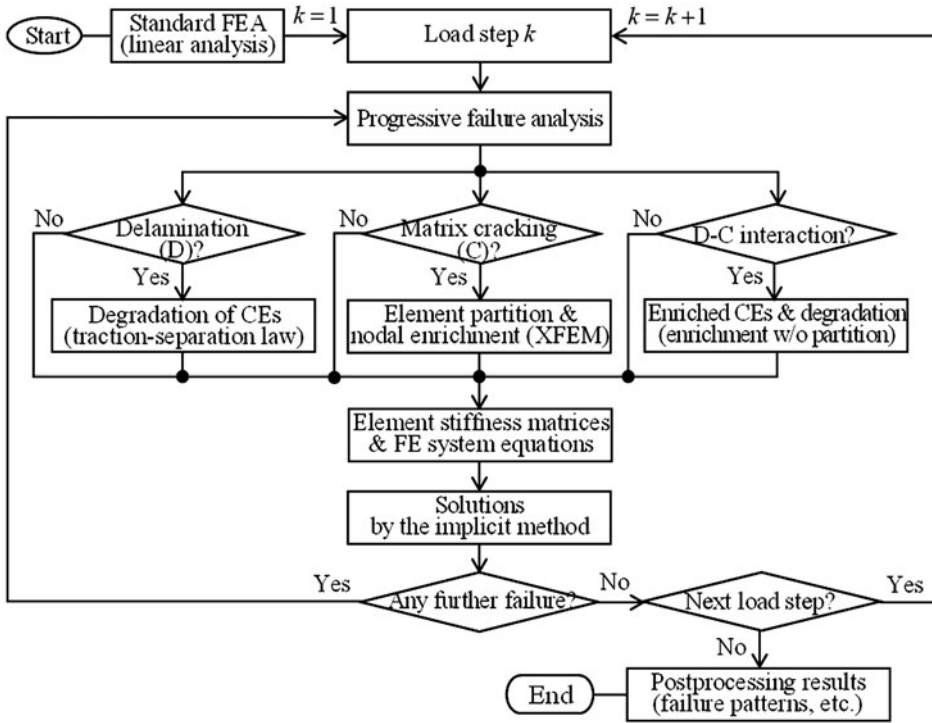 Start
Standard FEA
(linear analysis)
k = 1
Load step k
k = k+1
Progressive failure analysis
No
Delamination
(D)?
Yes
No
Matrix cracking
(C)?
Yes
No
D-C interaction?
Yes
Degradation of CEs
(traction-separation law)
Element partition &
nodal enrichment (XFEM)
Enriched CEs & degradation
(enrichment w/o partition)
Element stiffness matrices
& FE system equations
Solutions
by the implicit method
Yes
Any further failure?
No
Next load step?
Yes
No
End
Postprocessing results
(failure patterns, etc.)